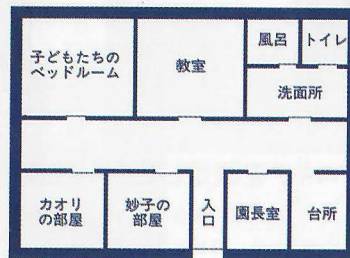 子どもたちの
ベッドルーム
教室
風呂
トイレ
洗面所
カオリ
の部屋
妙子の
部屋
入
口
園長室
台所